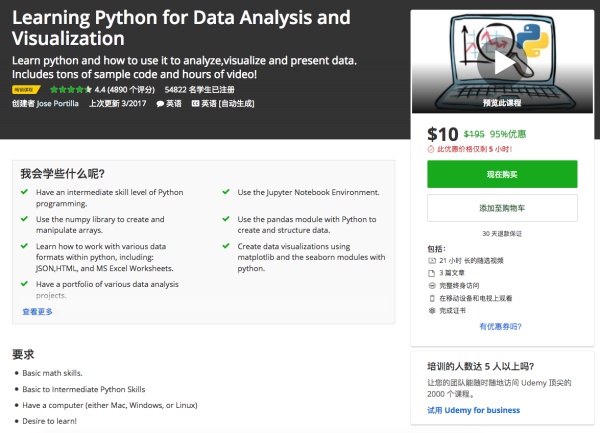 Learning Python for Data Analysis and
Visualization
Learn python and how to use it to analyze,visualize and present data.
Includes tons of sample code and hours of video!
畅销课程 4.4 (4890 个评分) 54822 名学生已注册
创建者 Jose Portilla 上次更新 3/2017 英语 英语 [自动生成]
预览此课程
$10 $195 95%优惠
此优惠价格仅剩 5 小时!
现在购买
添加至购物车
30 天退款保证
包括:
21 小时 长的随选视频
3 篇文章
完整终身访问
在移动设备和电视上观看
完成证书
有优惠券吗?
我会学些什么呢?
Have an intermediate skill level of Python
programming.
Use the Jupyter Notebook Environment.
Use the numpy library to create and
manipulate arrays.
Use the pandas module with Python to
create and structure data.
Learn how to work with various data
formats within python, including:
JSON,HTML, and MS Excel Worksheets.
Create data visualizations using
matplotlib and the seaborn modules with
python.
Have a portfolio of various data analysis
projects.
查看更多
要求
Basic math skills.
Basic to Intermediate Python Skills
Have a computer (either Mac, Windows, or Linux)
Desire to learn!
培训的人数达 5 人以上吗?
让您的团队能随时随地访问 Udemy 顶尖的
2000 个课程。
试用 Udemy for business